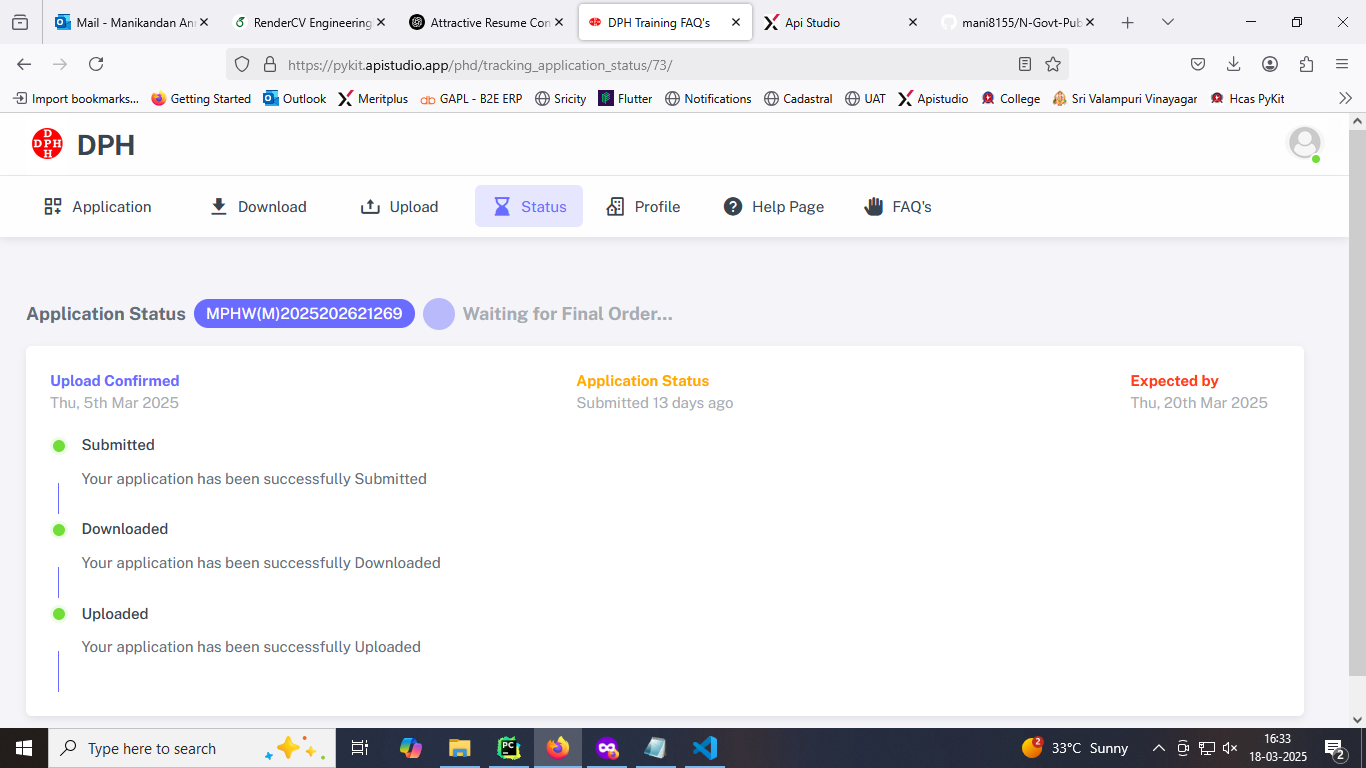 Mail - Manikandan An
RenderCV Engineering
Attractive Resume Con
DPH Training FAQ's
Api Studio
mani8155/N-Govt-Pub
https://pykit.apistudio.app/phd/tracking_application_status/73/
Import bookmarks...
Getting Started
Outlook
Meritplus
GAPL - B2E ERP
Sricity
Flutter
Notifications
Cadastral
UAT
Apistudio
College
Sri Valampuri Vinayagar
Hcas PyKit
D
DPH
H
DPH
Application
Download
Upload
Status
Profile
Help Page
FAQ's
Application Status MPHW(M)2025202621269 Waiting for Final Order...
Upload Confirmed
Thu, 5th Mar 2025
Application Status
Submitted 13 days ago
Expected by
Thu, 20th Mar 2025
Submitted
Your application has been successfully Submitted
Downloaded
Your application has been successfully Downloaded
Uploaded
Your application has been successfully Uploaded
Type here to search
PC
2
33°C Sunny
16:33
18-03-2025
2